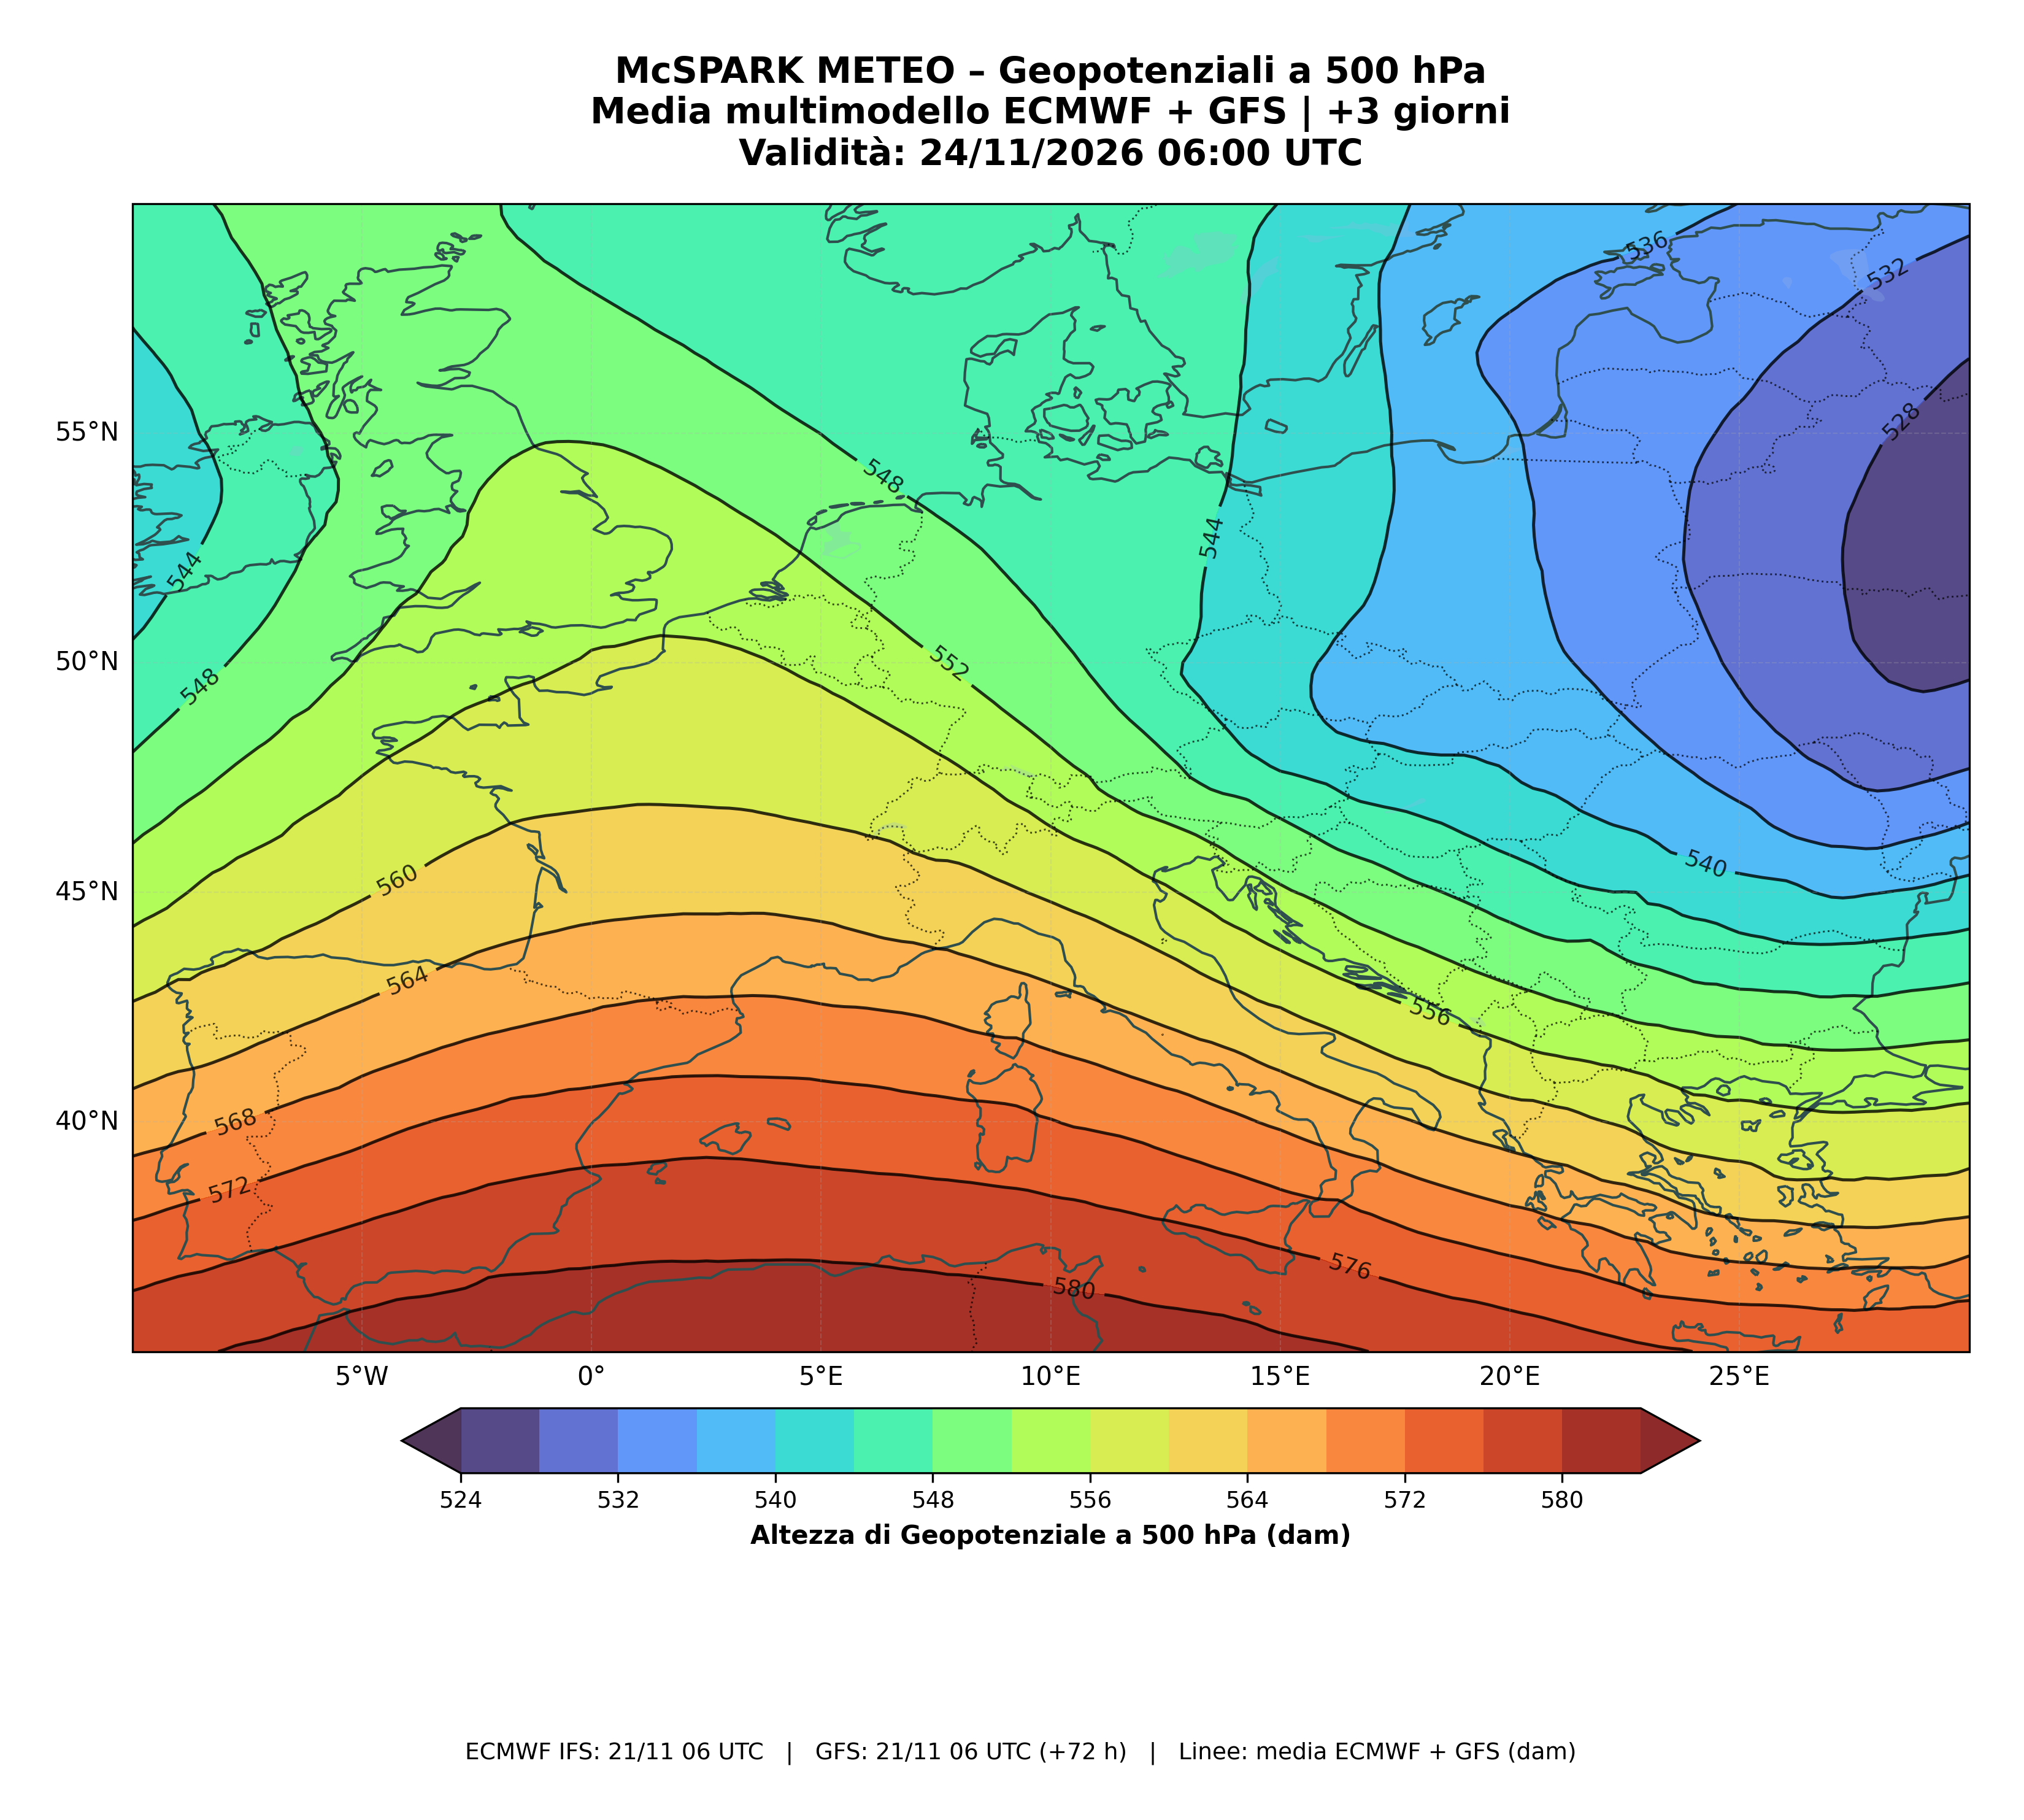 McSPARK METEO – Geopotenziali a 500 hPa
Media multimodello ECMWF + GFS | +3 giorni
Validità: 24/11/2026 06:00 UTC
536
532
528
55°N
548
544
544
552
50°N
548
540
560
45°N
564
556
568
40°N
572
576
580
5°W 0° 5°E 10°E 15°E 20°E 25°E
524 532 540 548 556 564 572 580
Altezza di Geopotenziale a 500 hPa (dam)
ECMWF IFS: 21/11 06 UTC | GFS: 21/11 06 UTC (+72 h) | Linee: media ECMWF + GFS (dam)